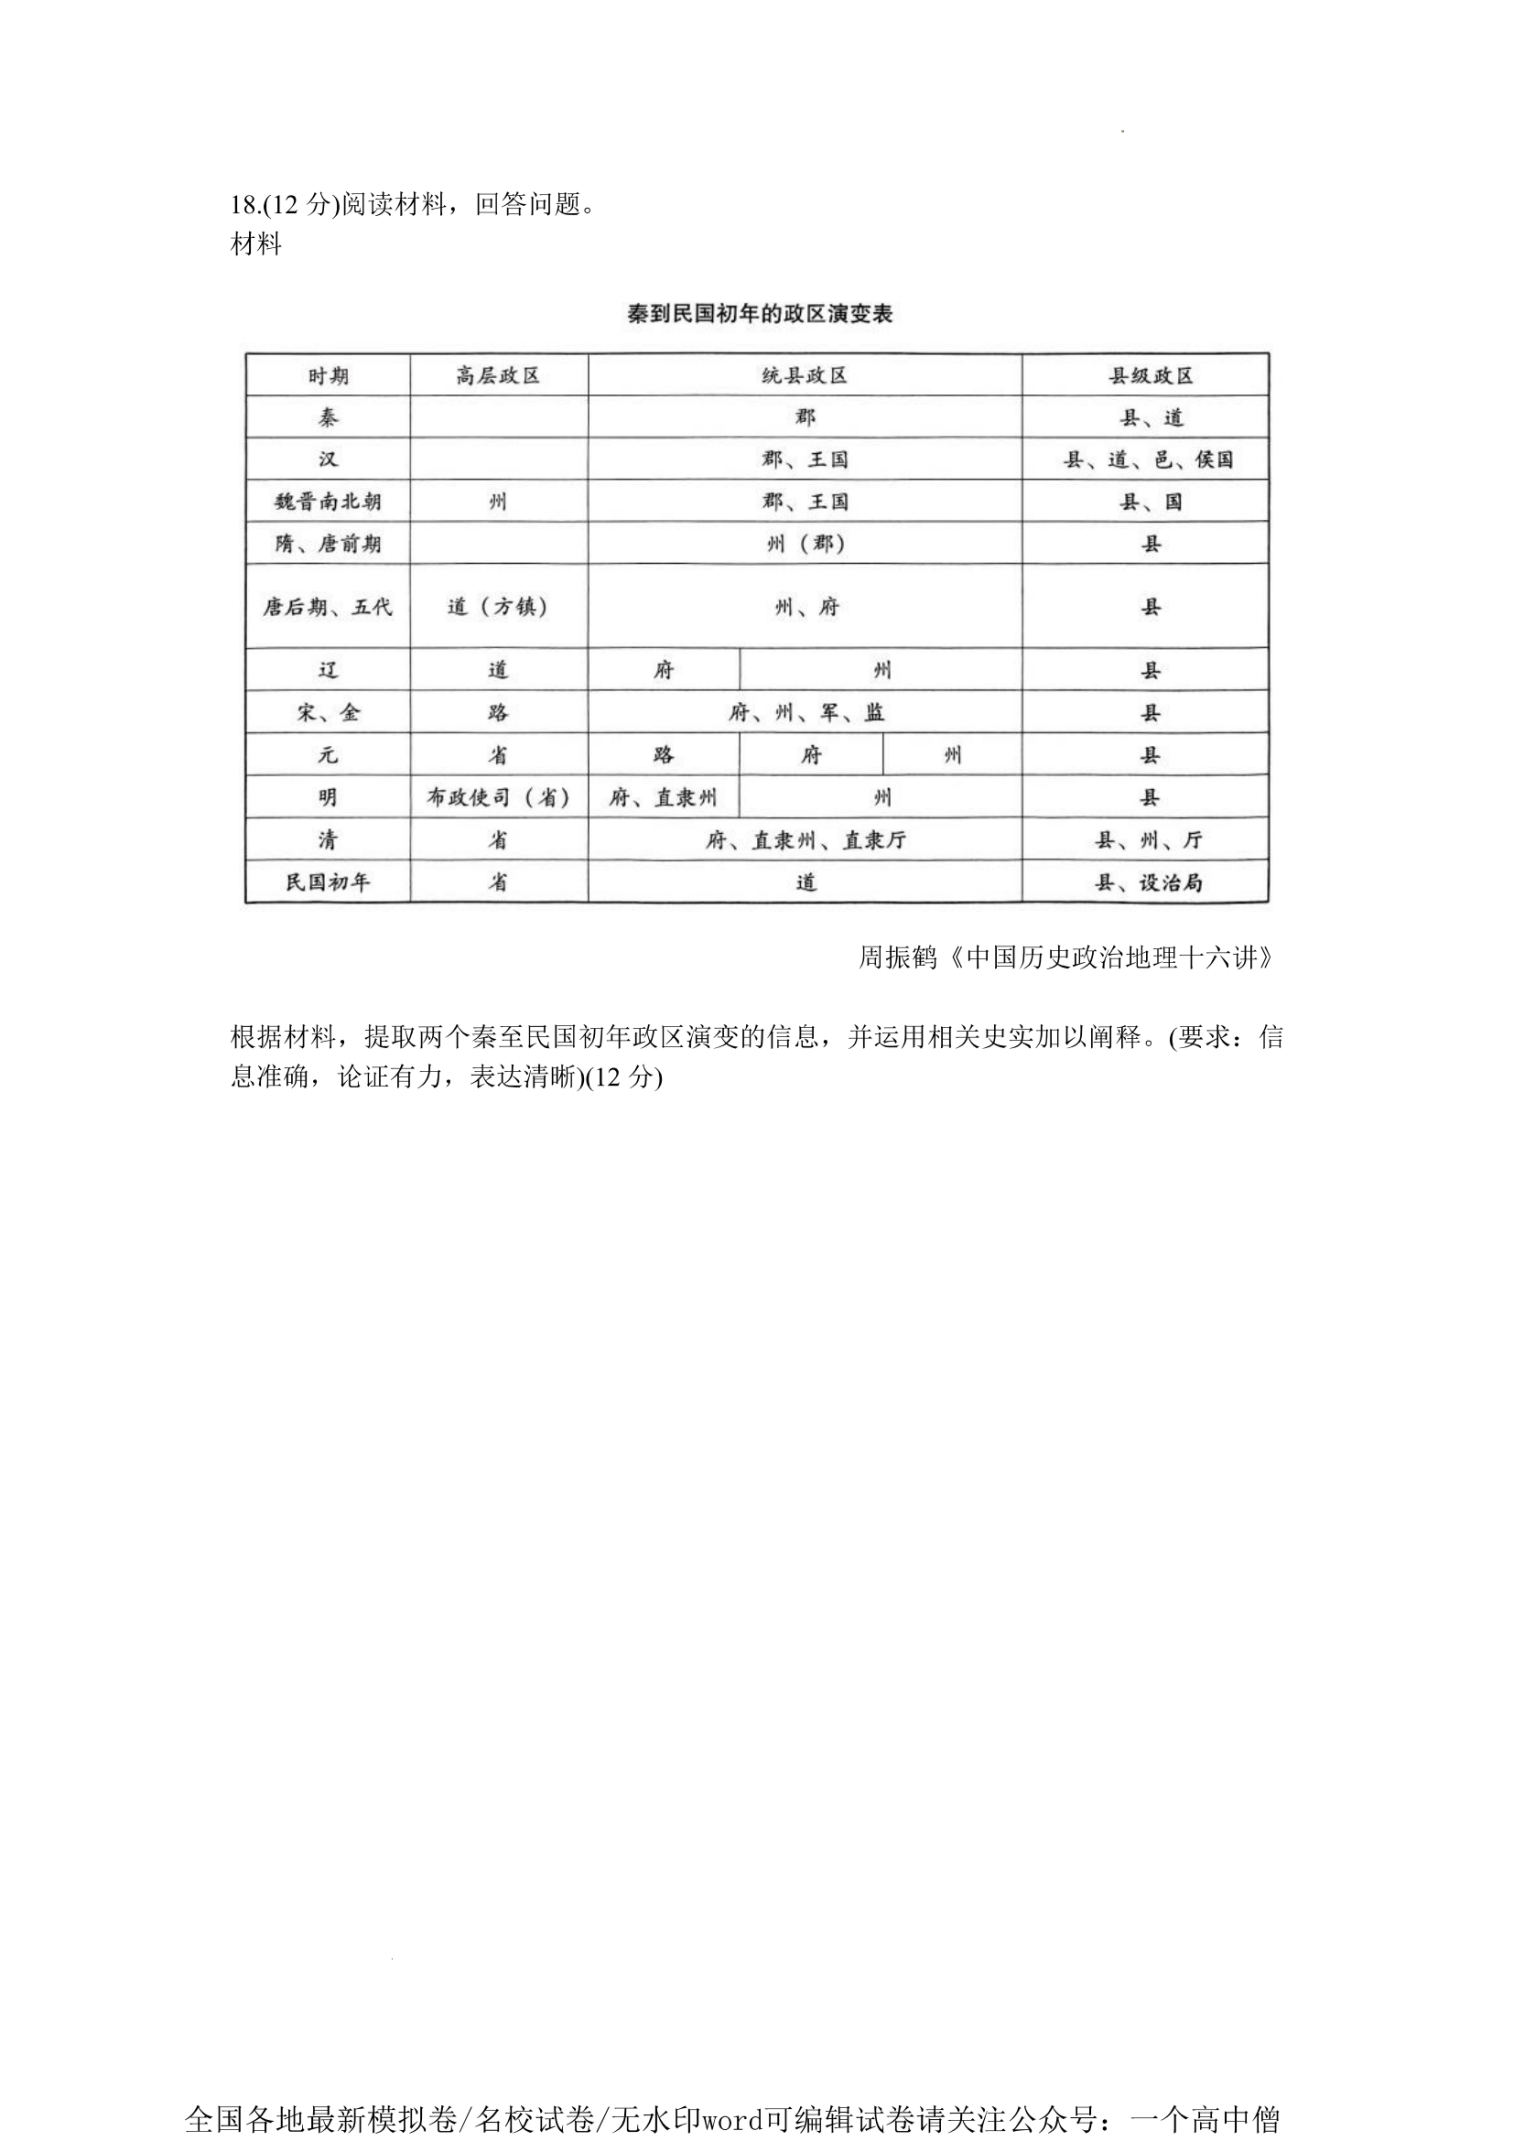 18.(12 分)阅读材料，回答问题。
材料
秦到民国初年的政区演变表
时期 高层政区 统县政区 县级政区
秦 郡 县、道
汉 郡、王国 县、道、邑、侯国
魏晋南北朝 州 郡、王国 县、国
隋、唐前期 州（郡） 县
唐后期、五代 道（方镇） 州、府 县
辽 道 府 州 县
宋、金 路 府、州、军、监 县
元 省 路 府 州 县
明 布政使司（省） 府、直隶州 州 县
清 省 府、直隶州、直隶厅 县、州、厅
民国初年 省 道 县、设治局
周振鹤《中国历史政治地理十六讲》
根据材料，提取两个秦至民国初年政区演变的信息，并运用相关史实加以阐释。(要求：信
息准确，论证有力，表达清晰)(12 分)
全国各地最新模拟卷/名校试卷/无水印word可编辑试卷请关注公众号：一个高中僧